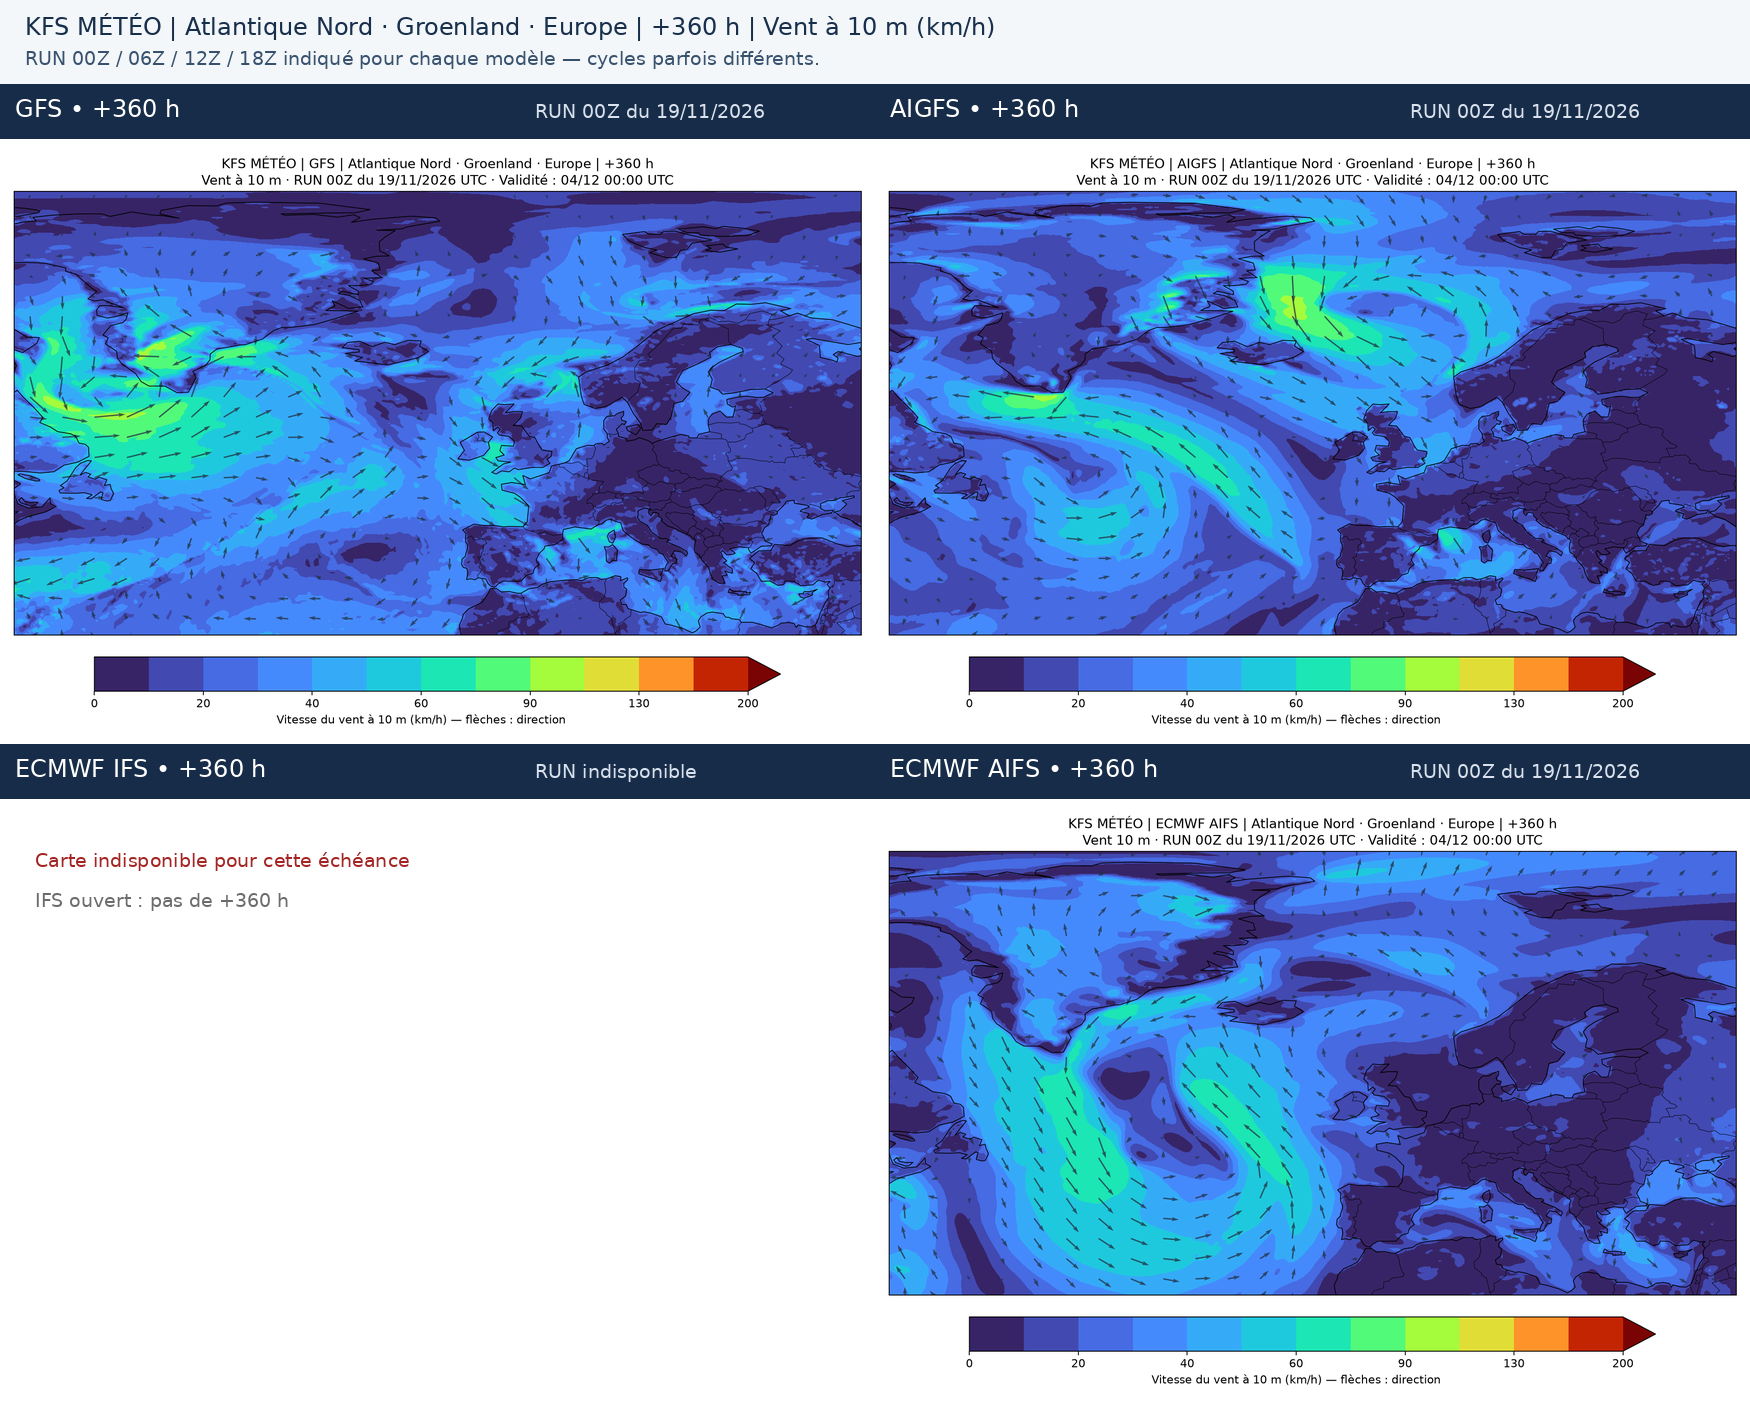 KFS MÉTÉO | Atlantique Nord · Groenland · Europe | +360 h | Vent à 10 m (km/h)
RUN 00Z / 06Z / 12Z / 18Z indiqué pour chaque modèle — cycles parfois différents.
GFS • +360 h
RUN 00Z du 19/11/2026
KFS MÉTÉO | GFS | Atlantique Nord · Groenland · Europe | +360 h
Vent à 10 m · RUN 00Z du 19/11/2026 UTC · Validité : 04/12 00:00 UTC
0 20 40 60 90 130 200
Vitesse du vent à 10 m (km/h) — flèches : direction
AIGFS • +360 h
RUN 00Z du 19/11/2026
KFS MÉTÉO | AIGFS | Atlantique Nord · Groenland · Europe | +360 h
Vent à 10 m · RUN 00Z du 19/11/2026 UTC · Validité : 04/12 00:00 UTC
0 20 40 60 90 130 200
Vitesse du vent à 10 m (km/h) — flèches : direction
ECMWF IFS • +360 h
RUN indisponible
Carte indisponible pour cette échéance
IFS ouvert : pas de +360 h
ECMWF AIFS • +360 h
RUN 00Z du 19/11/2026
KFS MÉTÉO | ECMWF AIFS | Atlantique Nord · Groenland · Europe | +360 h
Vent 10 m · RUN 00Z du 19/11/2026 UTC · Validité : 04/12 00:00 UTC
0 20 40 60 90 130 200
Vitesse du vent à 10 m (km/h) — flèches : direction